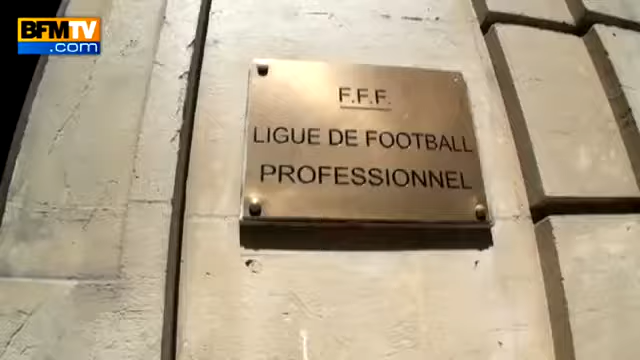 BFMTV
.com
F.F.F.
LIGUE DE FOOTBALL
PROFESSIONNEL